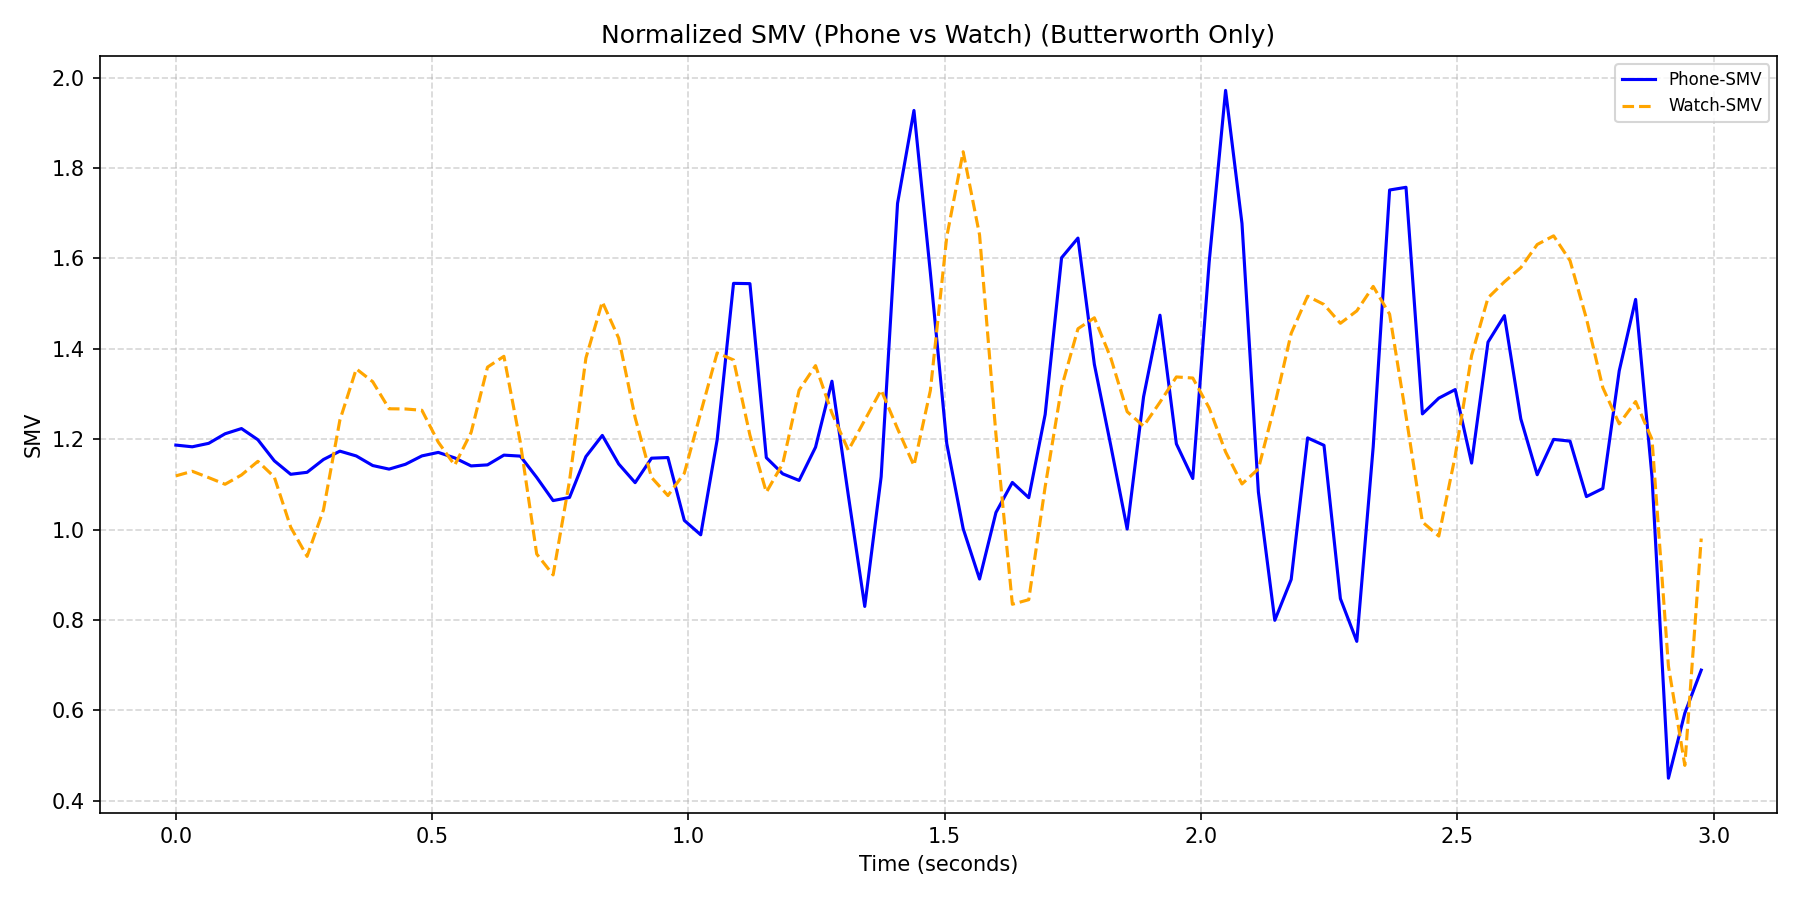 Normalized SMV (Phone vs Watch) (Butterworth Only)
Phone-SMV
Watch-SMV
SMV
2.0
1.8
1.6
1.4
1.2
1.0
0.8
0.6
0.4
0.0 0.5 1.0 1.5 2.0 2.5 3.0
Time (seconds)